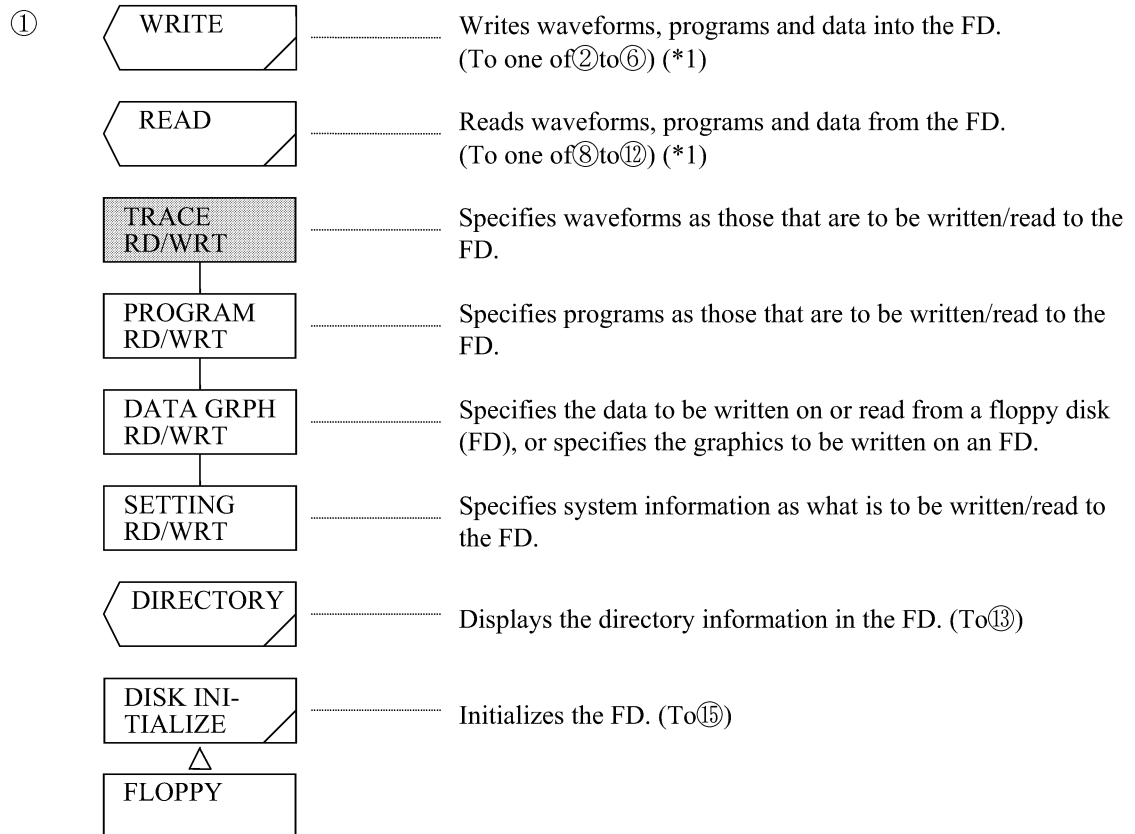 ①
WRITE
Writes waveforms, programs and data into the FD.
(To one of②to⑥) (*1)
READ
Reads waveforms, programs and data from the FD.
(To one of⑧to⑫) (*1)
TRACE
RD/WRT
Specifies waveforms as those that are to be written/read to the
FD.
PROGRAM
RD/WRT
Specifies programs as those that are to be written/read to the
FD.
DATA GRPH
RD/WRT
Specifies the data to be written on or read from a floppy disk
(FD), or specifies the graphics to be written on an FD.
SETTING
RD/WRT
Specifies system information as what is to be written/read to
the FD.
DIRECTORY
Displays the directory information in the FD. (To⑬)
DISK INI-
TIALIZE
Initializes the FD. (To⑮)
FLOPPY